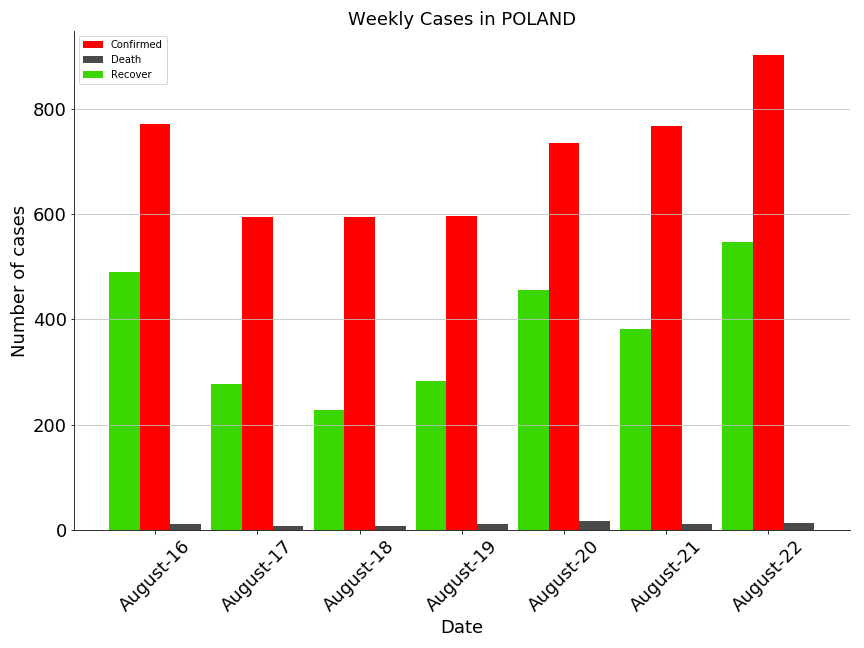 Weekly Cases in POLAND
Confirmed
Death
Recover
Number of cases
800
600
400
200
0
August-16
August-17
August-18
August-19
August-20
August-21
August-22
Date